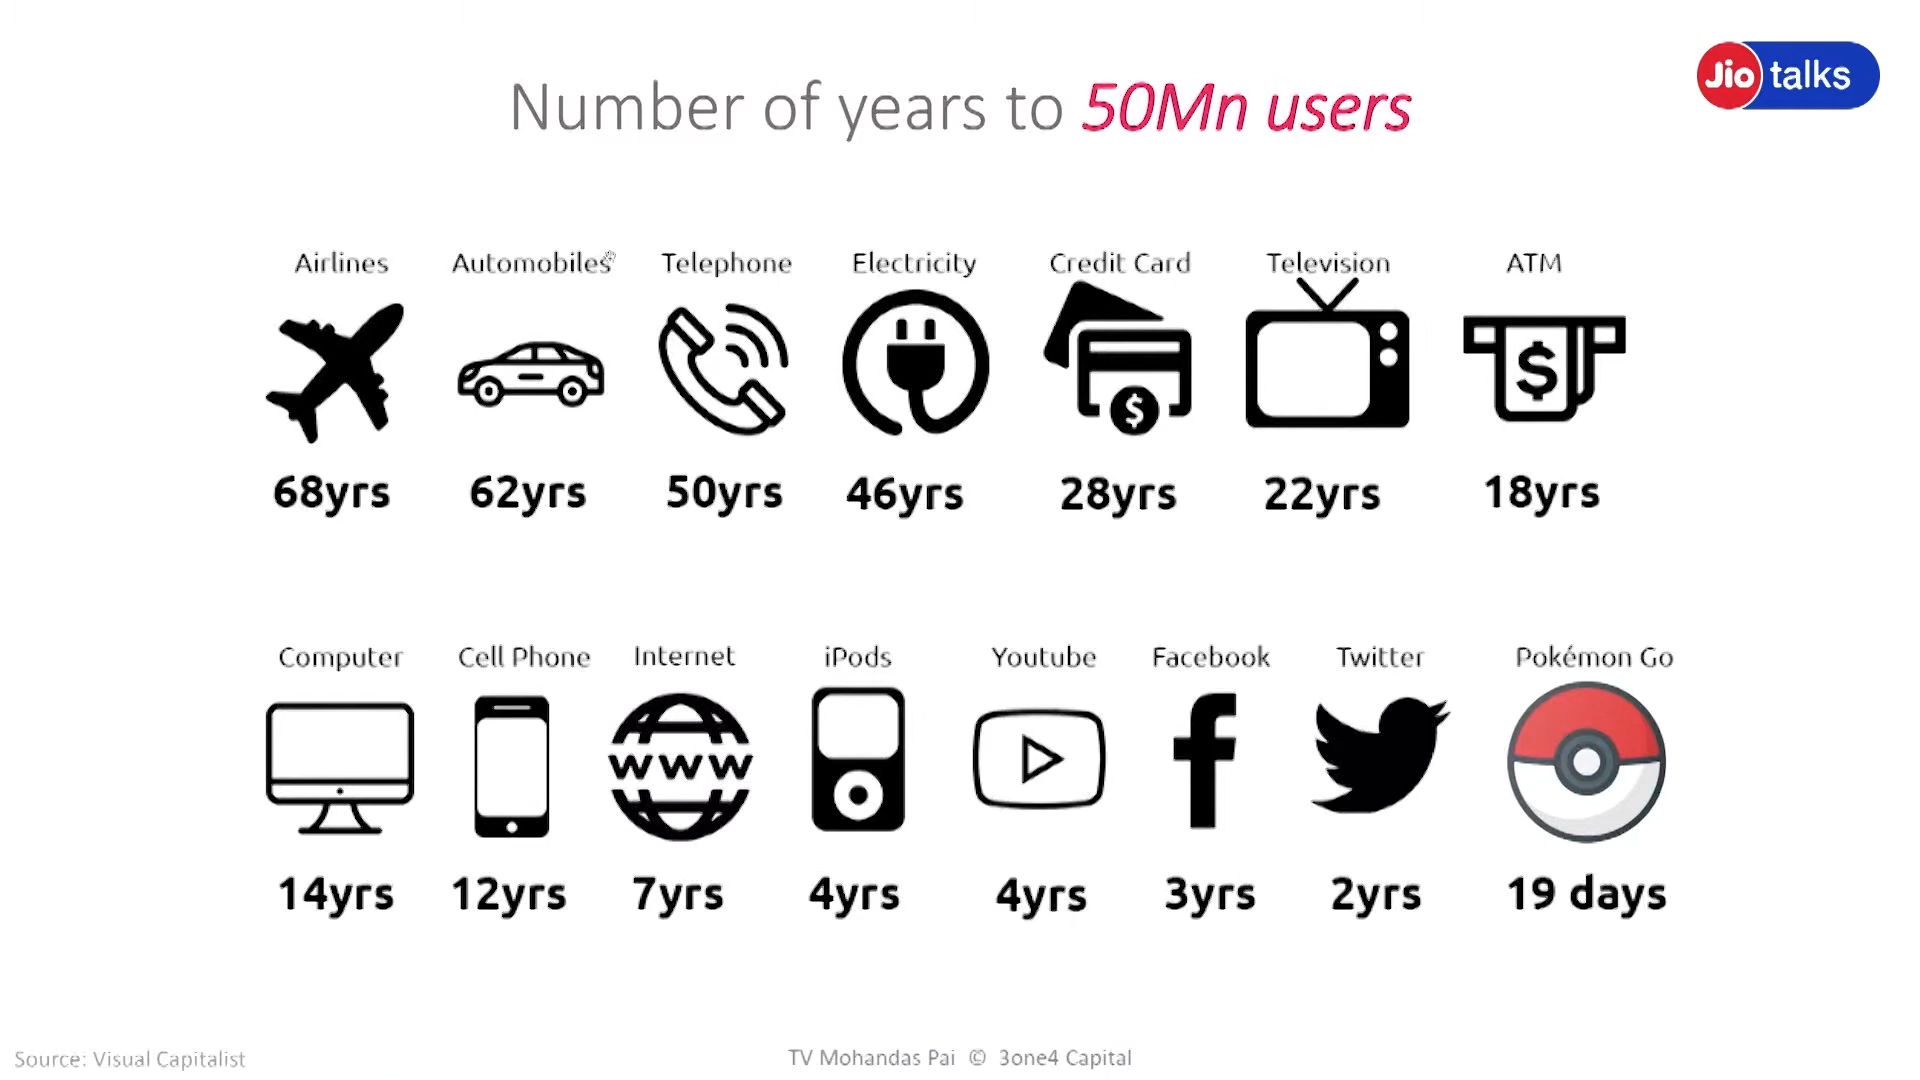 Jio talks
Number of years to 50Mn users
Airlines Automobiles Telephone Electricity Credit Card Television ATM
$ $
68yrs 62yrs 50yrs 46yrs 28yrs 22yrs 18yrs
Computer Cell Phone Internet iPods Youtube Facebook Twitter Pokémon Go
www f
14yrs 12yrs 7yrs 4yrs 4yrs 3yrs 2yrs 19 days
Source: Visual Capitalist TV Mohandas Pai © 3one4 Capital